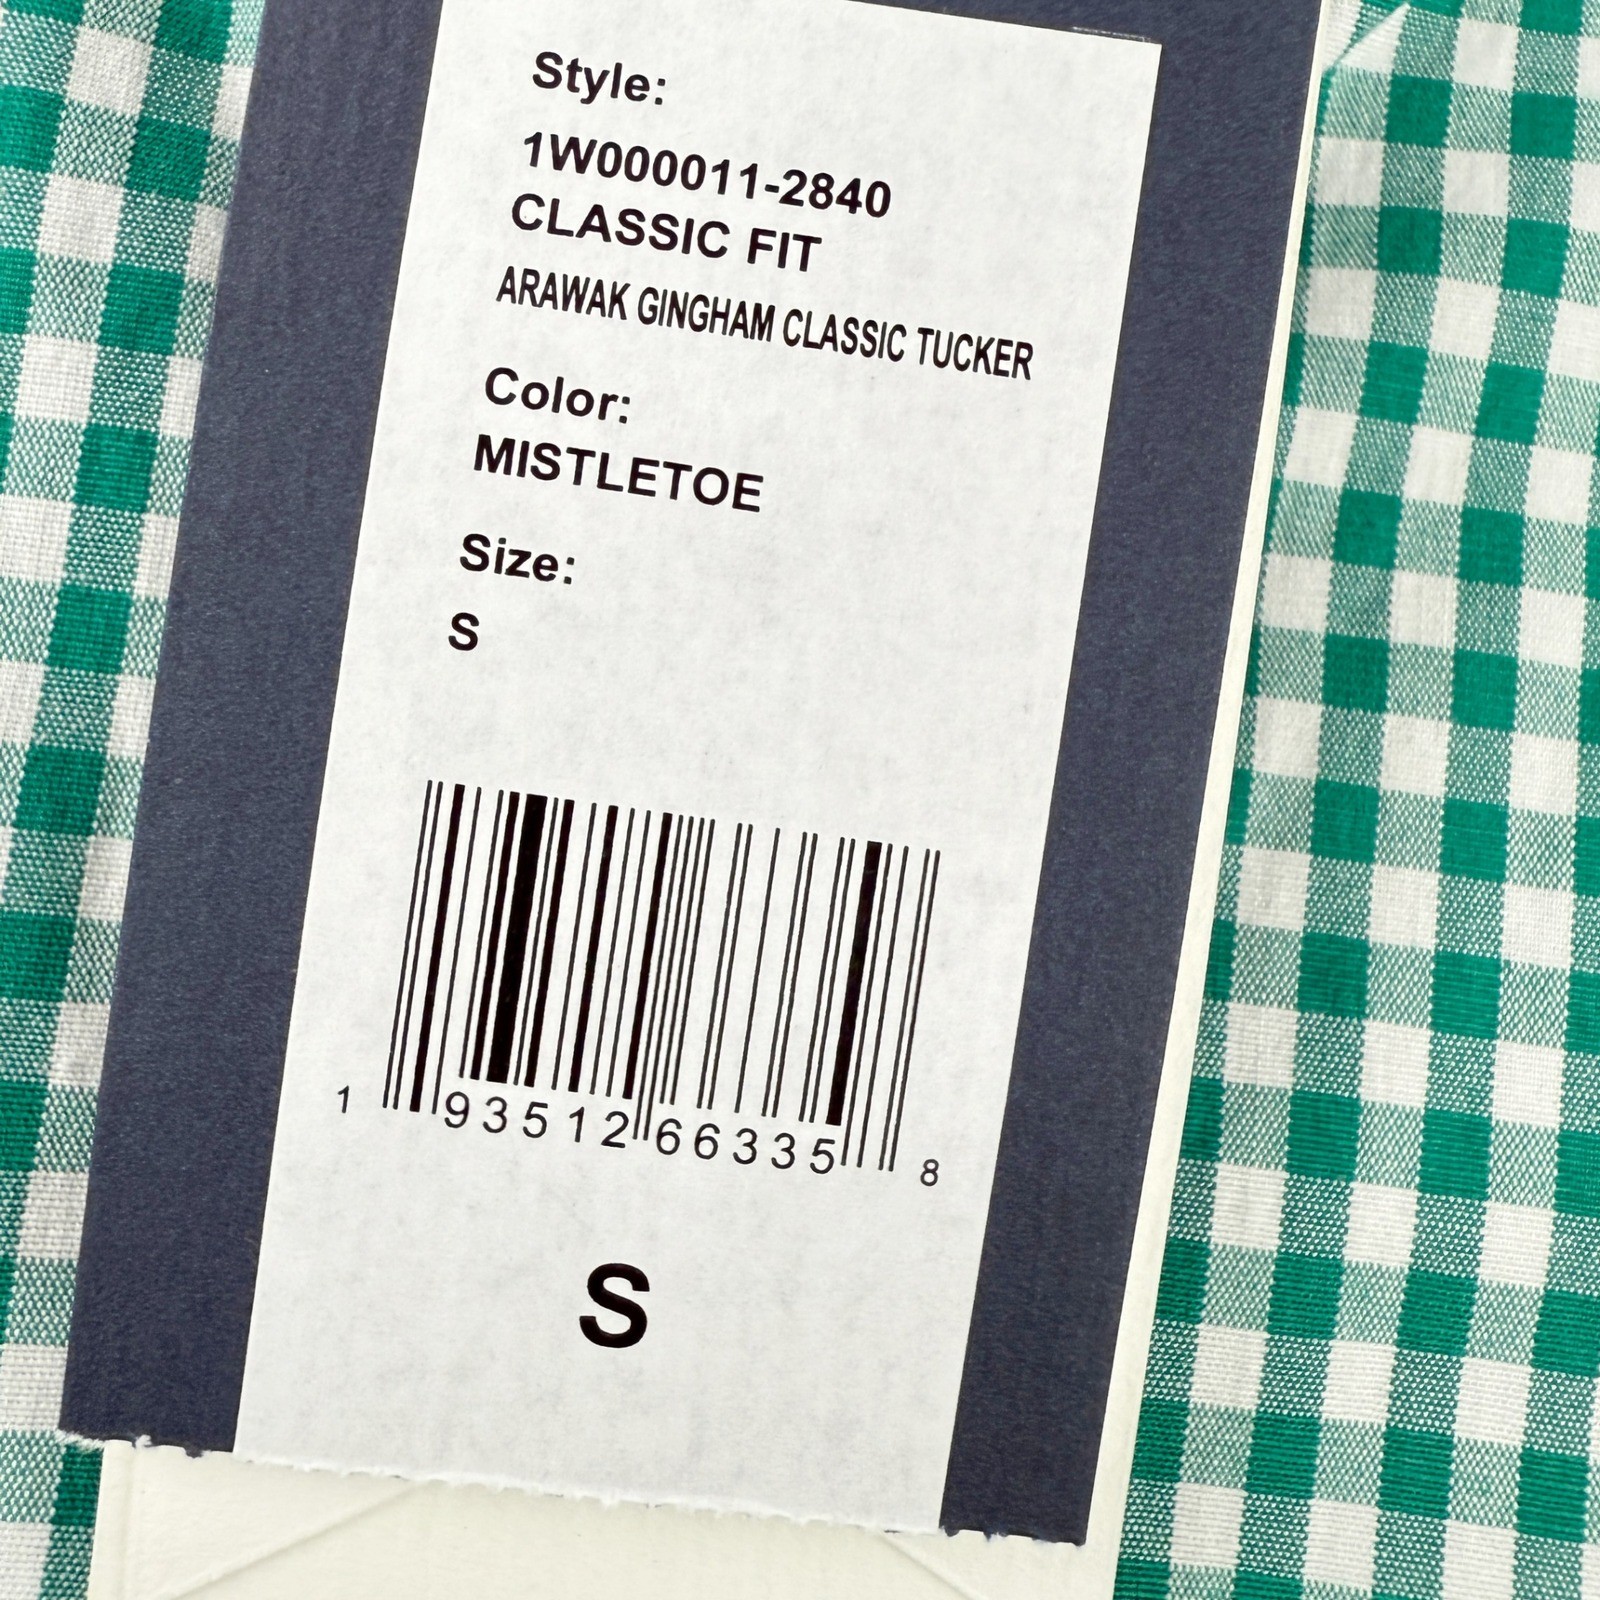 Style:
1W000011-2840
CLASSIC FIT
ARAWAK GINGHAM CLASSIC TUCKER
Color:
MISTLETOE
Size:
S
1 93512 66335 8
S